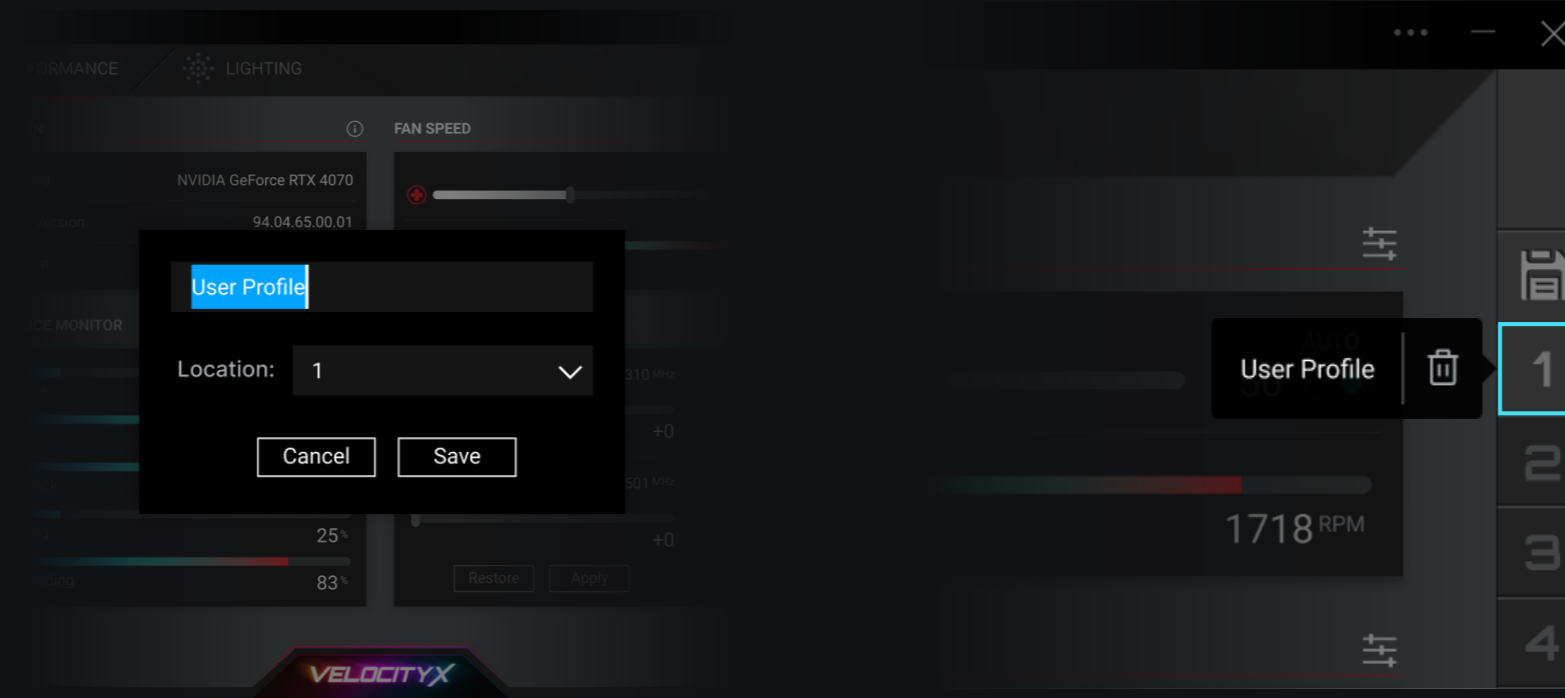 FORMANCE
LIGHTING
FAN SPEED
NVIDIA GeForce RTX 4070
94.04.65.00.01
User Profile
Location: 1
Cancel Save
CE MONITOR
310 MHz
+0
501 MHz
+0
25%
83%
Restore Apply
VELOCITYX
AUTO
User Profile
1718 RPM
1
2
3
4